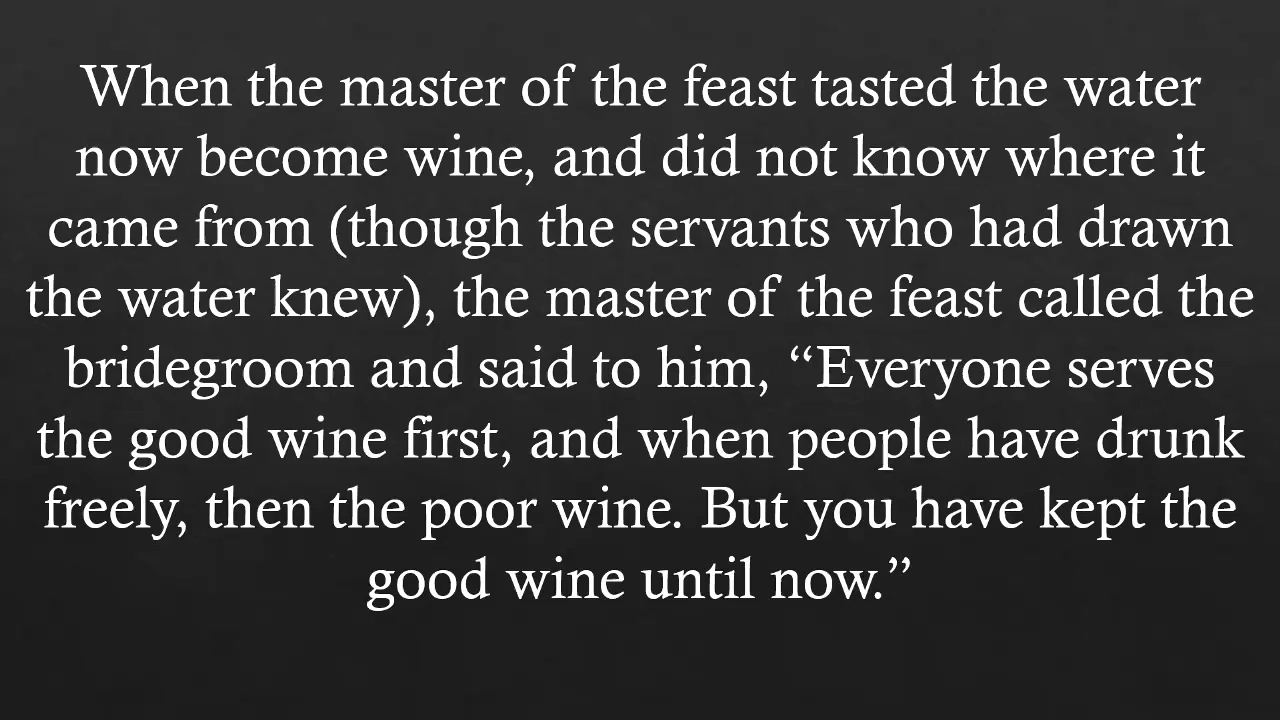 When the master of the feast tasted the water
now become wine, and did not know where it
came from (though the servants who had drawn
the water knew), the master of the feast called the
bridegroom and said to him, “Everyone serves
the good wine first, and when people have drunk
freely, then the poor wine. But you have kept the
good wine until now.”